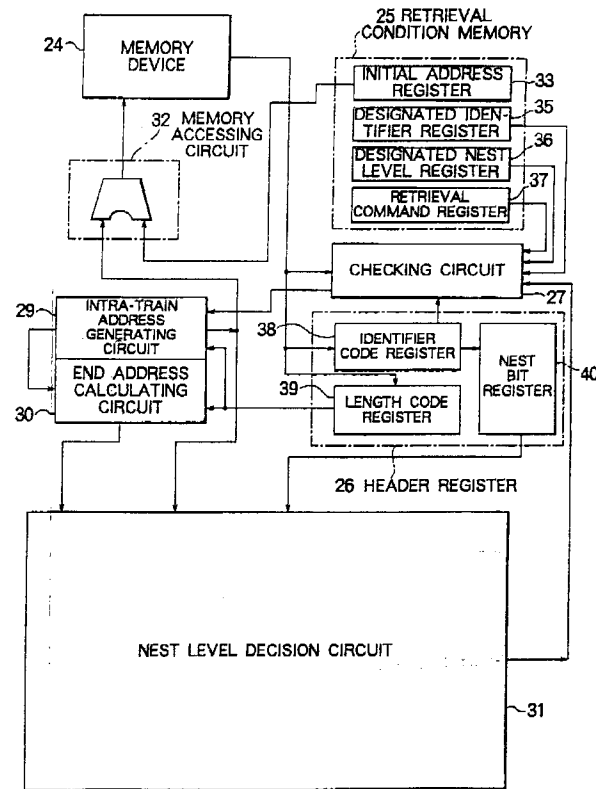 24
MEMORY
DEVICE
25 RETRIEVAL
CONDITION MEMORY
INITIAL ADDRESS
REGISTER
33
DESIGNATED IDEN-
TIFIER REGISTER
35
DESIGNATED NEST
LEVEL REGISTER
36
RETRIEVAL
COMMAND REGISTER
37
32 MEMORY
ACCESSING
CIRCUIT
CHECKING CIRCUIT
27
29
INTRA-TRAIN
ADDRESS
GENERATING
CIRCUIT
END ADDRESS
CALCULATING
CIRCUIT
30
38
IDENTIFIER
CODE REGISTER
39
LENGTH CODE
REGISTER
NEST
BIT
REGISTER
40
26 HEADER REGISTER
NEST LEVEL DECISION CIRCUIT
31